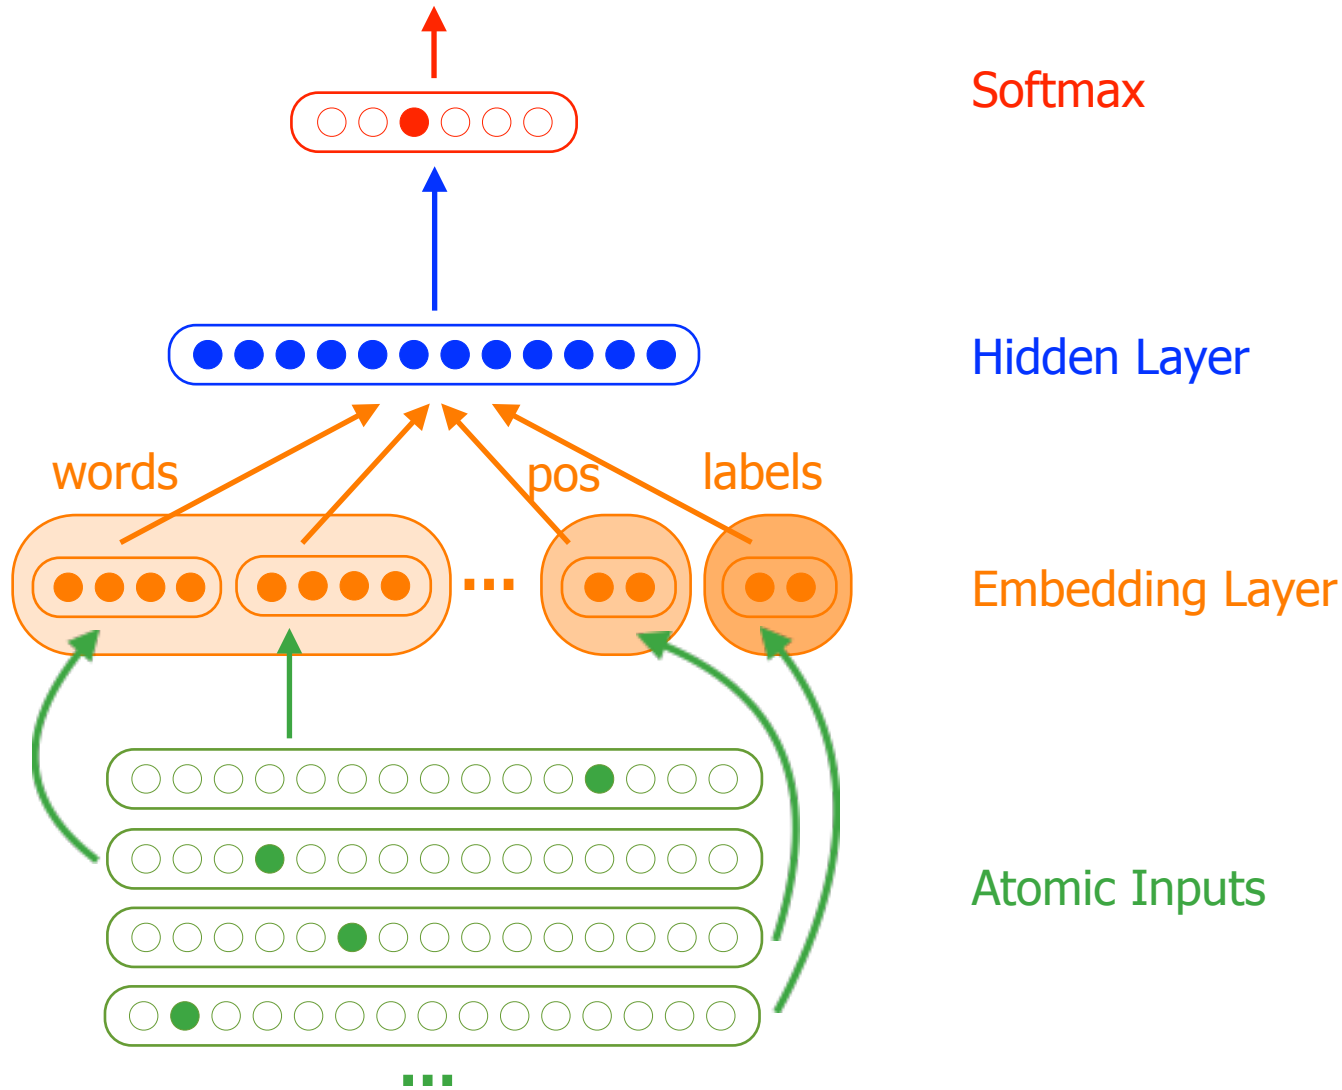 Softmax
Hidden Layer
words
pos
labels
...
Embedding Layer
Atomic Inputs
...